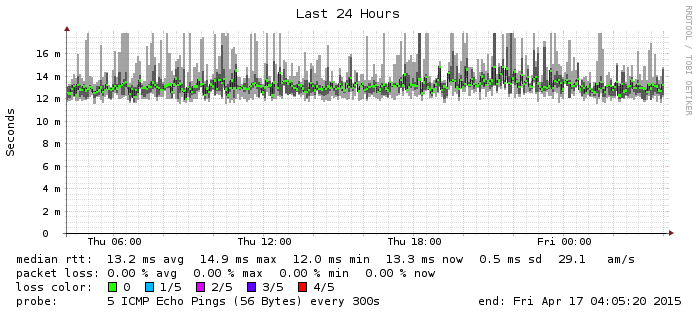 Last 24 Hours
RRDTOOL / TOBI OETIKER
Seconds
16 m
14 m
12 m
10 m
8 m
6 m
4 m
2 m
0
Thu 06:00 Thu 12:00 Thu 18:00 Fri 00:00
median rtt: 13.2 ms avg 14.9 ms max 12.0 ms min 13.3 ms now 0.5 ms sd 29.1 am/s
packet loss: 0.00 % avg 0.00 % max 0.00 % min 0.00 % now
loss color: 0 1/5 2/5 3/5 4/5
probe: 5 ICMP Echo Pings (56 Bytes) every 300s end: Fri Apr 17 04:05:20 2015